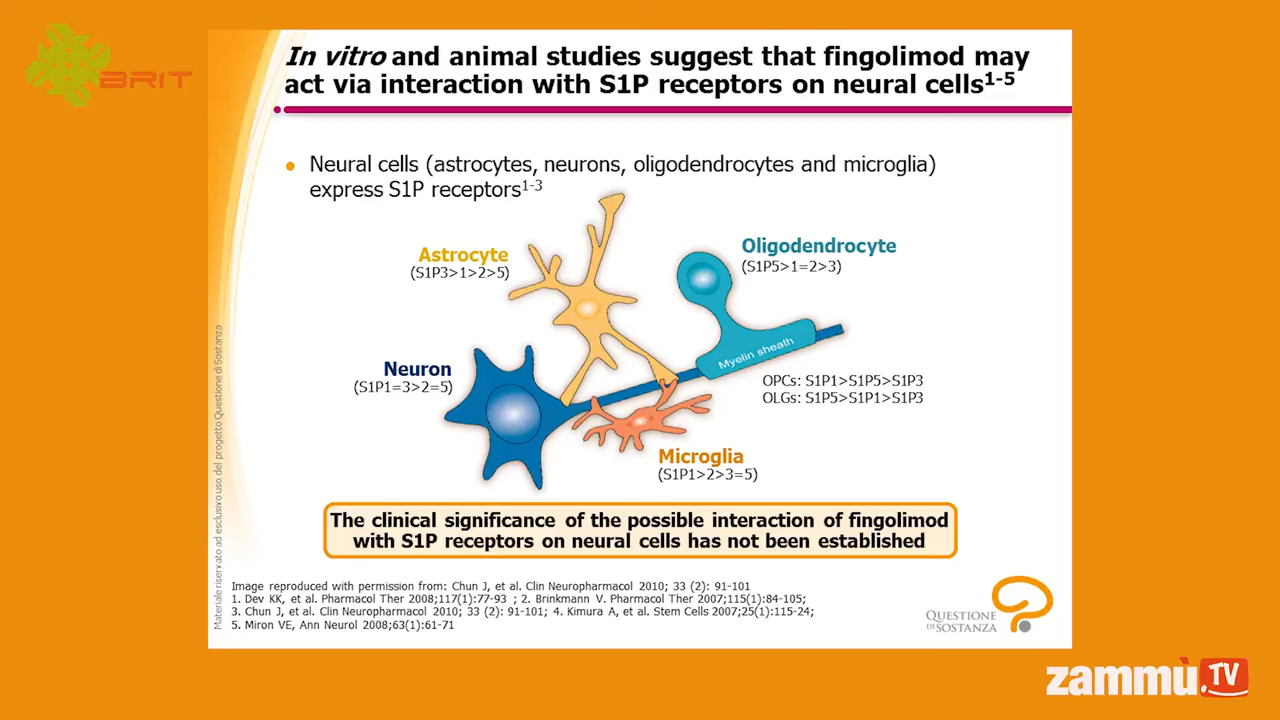 BRIT
In vitro and animal studies suggest that fingolimod may
act via interaction with S1P receptors on neural cells1-5
• Neural cells (astrocytes, neurons, oligodendrocytes and microglia)
express S1P receptors1-3
Astrocyte
(S1P3>1>2>5)
Oligodendrocyte
(S1P5>1=2>3)
Myelin sheath
Neuron
(S1P1=3>2=5)
OPCs: S1P1>S1P5>S1P3
OLGs: S1P5>S1P1>S1P3
Microglia
(S1P1>2>3=5)
The clinical significance of the possible interaction of fingolimod
with S1P receptors on neural cells has not been established
Materiale riservato ad esclusivo uso del progetto Questione di Sostanza
Image reproduced with permission from: Chun J, et al. Clin Neuropharmacol 2010; 33 (2): 91-101
1. Dev KK, et al. Pharmacol Ther 2008;117(1):77-93 ; 2. Brinkmann V. Pharmacol Ther 2007;115(1):84-105;
3. Chun J, et al. Clin Neuropharmacol 2010; 33 (2): 91-101; 4. Kimura A, et al. Stem Cells 2007;25(1):115-24;
5. Miron VE, Ann Neurol 2008;63(1):61-71
QUESTIONE
DI SOSTANZA
zammù.TV